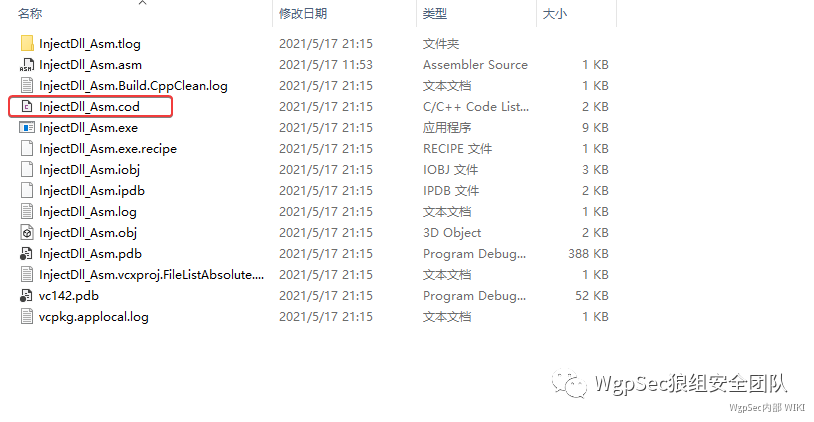 名称 修改日期 类型 大小
InjectDll_Asm.tlog 2021/5/17 21:15 文件夹
InjectDll_Asm.asm 2021/5/17 11:53 Assembler Source 1 KB
InjectDll_Asm.Build.CppClean.log 2021/5/17 21:15 文本文档 1 KB
InjectDll_Asm.cod 2021/5/17 21:15 C/C++ Code List... 2 KB
InjectDll_Asm.exe 2021/5/17 21:15 应用程序 9 KB
InjectDll_Asm.exe.recipe 2021/5/17 21:15 RECIPE 文件 1 KB
InjectDll_Asm.iobj 2021/5/17 21:15 IOBJ 文件 3 KB
InjectDll_Asm.ipdb 2021/5/17 21:15 IPDB 文件 2 KB
InjectDll_Asm.log 2021/5/17 21:15 文本文档 1 KB
InjectDll_Asm.obj 2021/5/17 21:15 3D Object 2 KB
InjectDll_Asm.pdb 2021/5/17 21:15 Program Debug... 388 KB
InjectDll_Asm.vcxproj.FileListAbsolute.... 2021/5/17 21:15 文本文档 1 KB
vc142.pdb 2021/5/17 21:15 Program Debug... 52 KB
vcpkg.applocal.log 2021/5/17 21:15 文本文档 1 KB
WgpSec狼组安全团队
WgpSec内部 WIKI